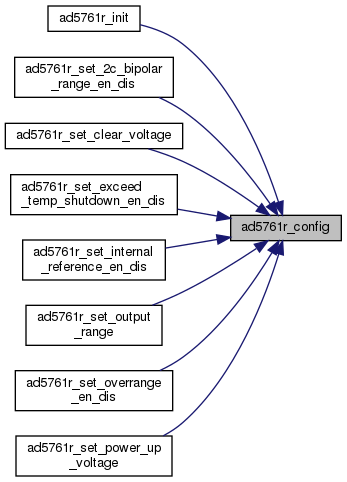 ad5761r_init
ad5761r_set_2c_bipolar
_range_en_dis
ad5761r_set_clear_voltage
ad5761r_set_exceed
_temp_shutdown_en_dis
ad5761r_config
ad5761r_set_internal
_reference_en_dis
ad5761r_set_output
_range
ad5761r_set_overrange
_en_dis
ad5761r_set_power_up
_voltage